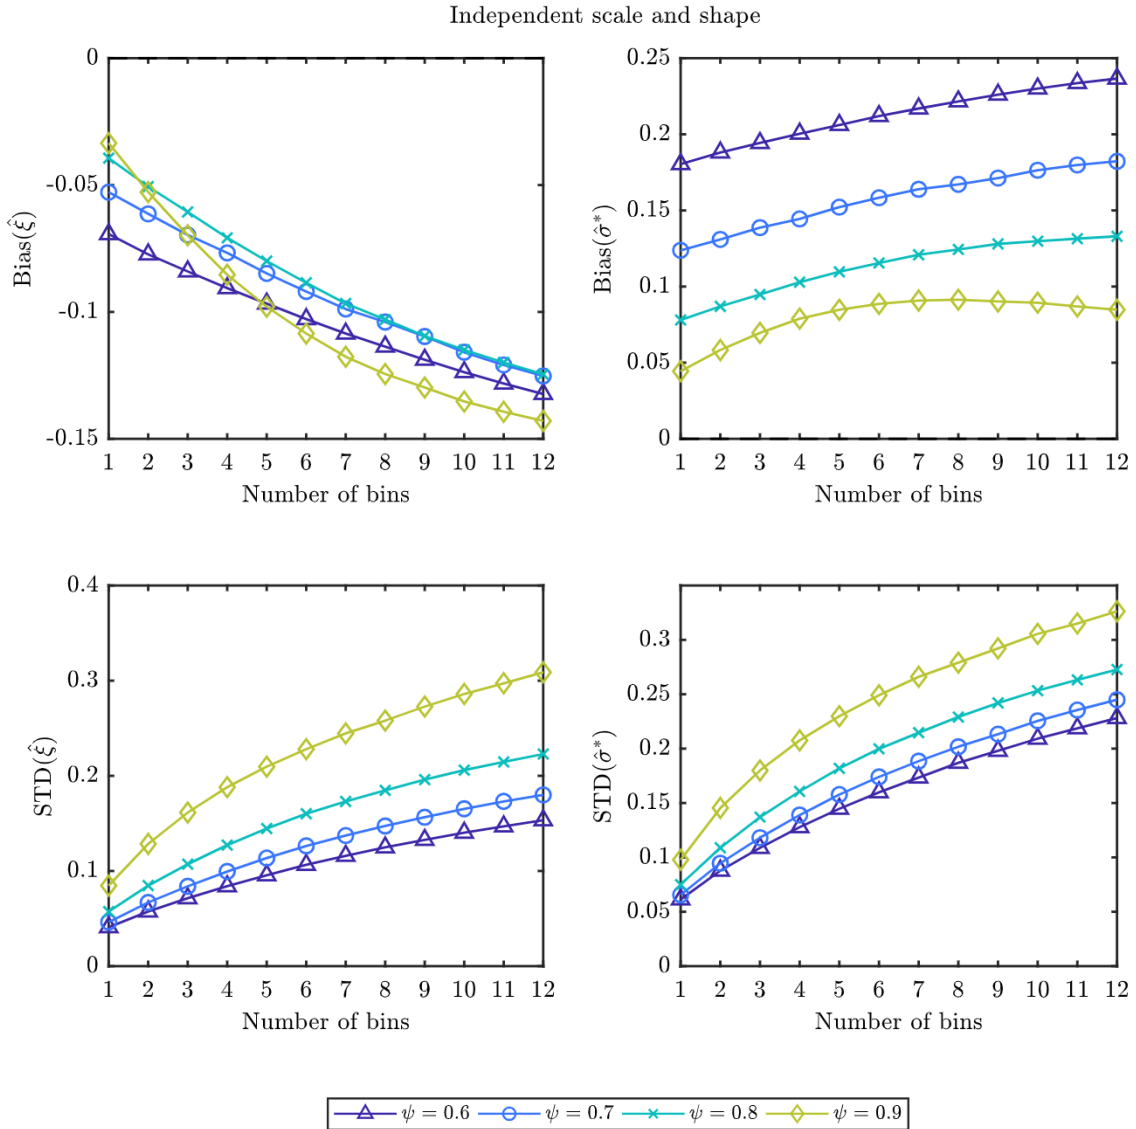 Independent scale and shape
0
-0.05
-0.1
-0.15
Bias(ξ̂)
1 2 3 4 5 6 7 8 9 10 11 12
Number of bins
0.25
0.2
0.15
0.1
0.05
0
Bias(σ̂*)
1 2 3 4 5 6 7 8 9 10 11 12
Number of bins
0.4
0.3
0.2
0.1
0
STD(ξ̂)
1 2 3 4 5 6 7 8 9 10 11 12
Number of bins
0.3
0.25
0.2
0.15
0.1
0.05
0
STD(σ̂*)
1 2 3 4 5 6 7 8 9 10 11 12
Number of bins
ψ = 0.6 ψ = 0.7 ψ = 0.8 ψ = 0.9